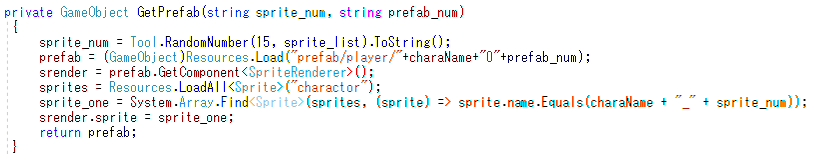 private GameObject GetPrefab(string sprite_num, string prefab_num)
{
sprite_num = Tool.RandomNumber(15, sprite_list).ToString();
prefab = (GameObject)Resources.Load("prefab/player/"+charaName+"0"+prefab_num);
srender = prefab.GetComponent<SpriteRenderer>();
sprites = Resources.LoadAll<Sprite>("charactor");
sprite_one = System.Array.Find<Sprite>(sprites, (sprite) => sprite.name.Equals(charaName + "_" + sprite_num));
srender.sprite = sprite_one;
return prefab;
}